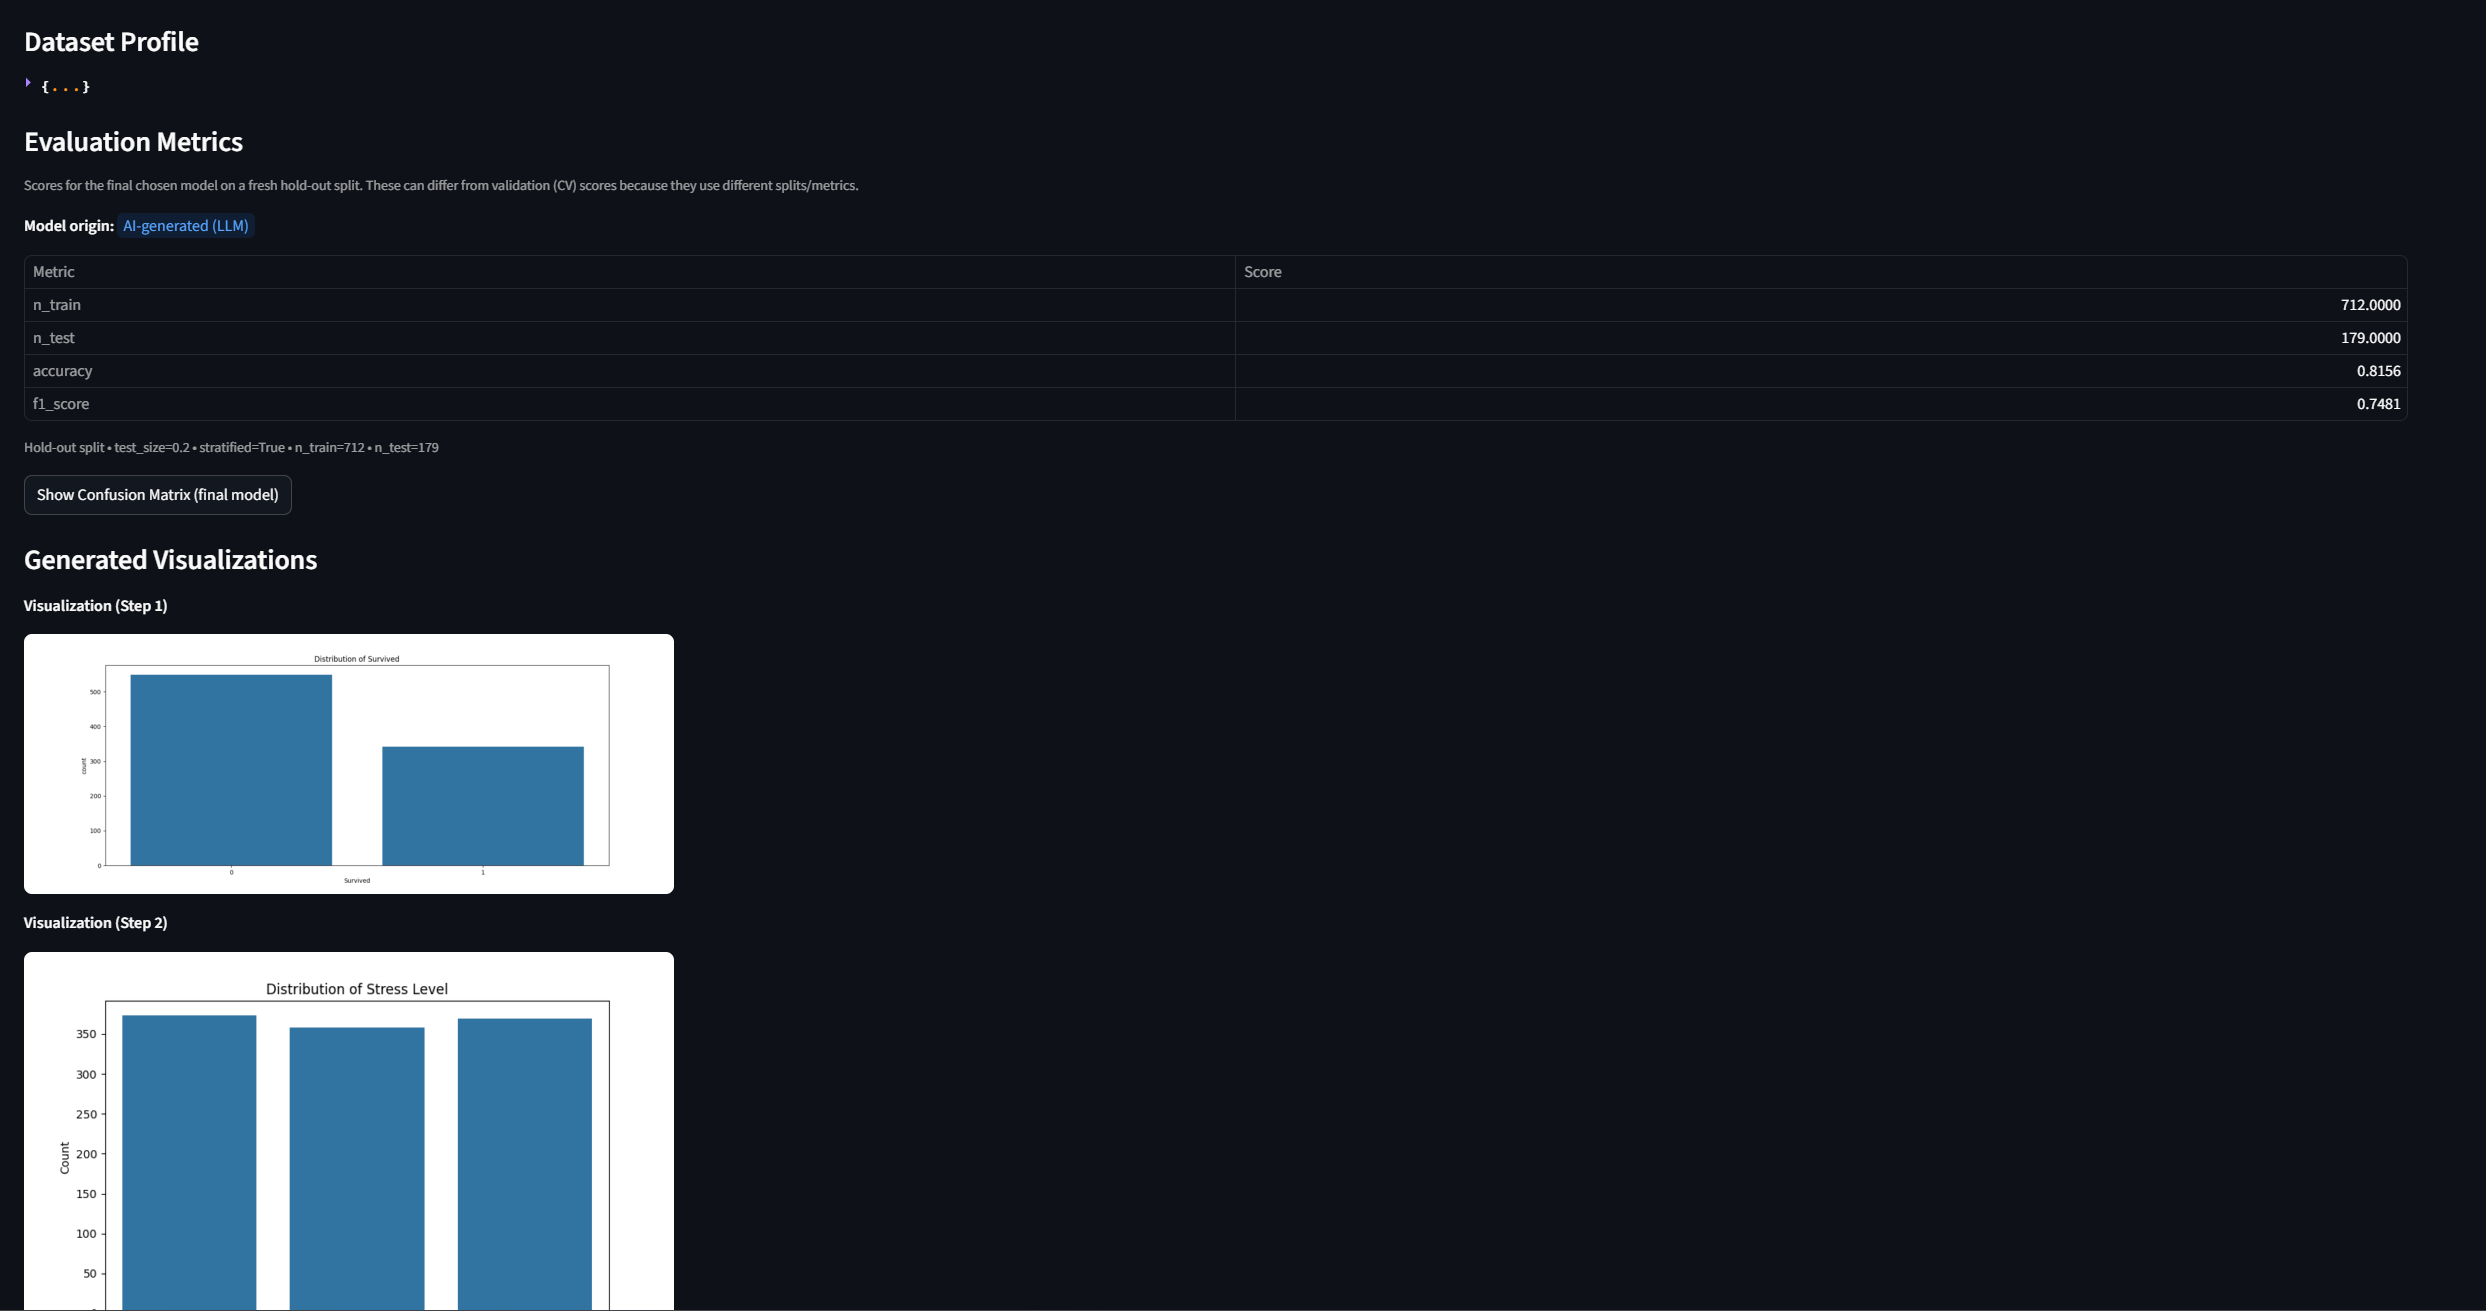 Dataset Profile
{...}
Evaluation Metrics
Scores for the final chosen model on a fresh hold-out split. These can differ from validation (CV) scores because they use different splits/metrics.
Model origin: AI-generated (LLM)
Metric Score
n_train 712.0000
n_test 179.0000
accuracy 0.8156
f1_score 0.7481
Hold-out split • test_size=0.2 • stratified=True • n_train=712 • n_test=179
Show Confusion Matrix (final model)
Generated Visualizations
Visualization (Step 1)
Distribution of Survived
500
400
300
200
100
0
count
0 1
Survived
Visualization (Step 2)
Distribution of Stress Level
350
300
250
200
150
100
50
Count